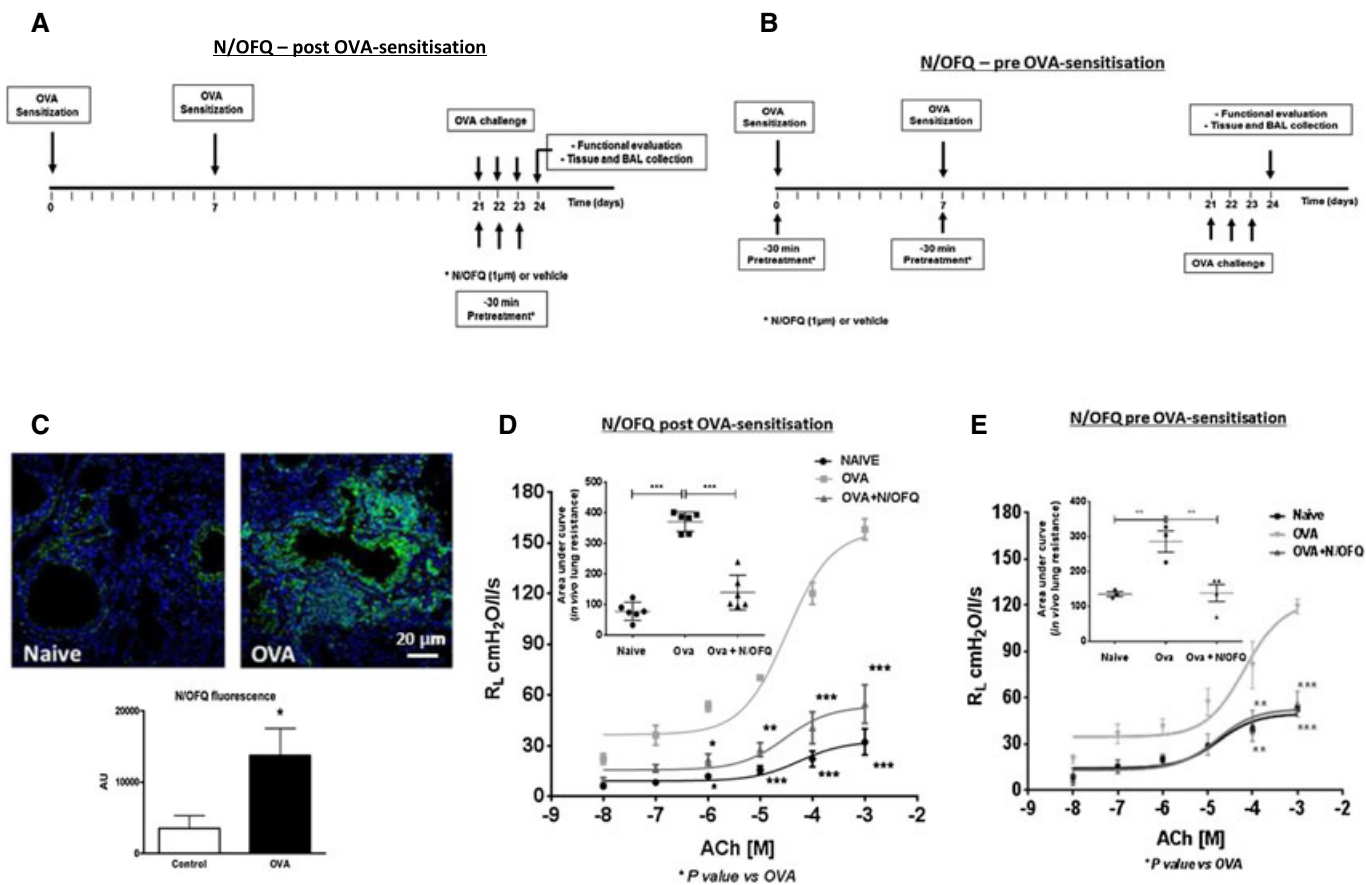 A
N/OFQ – post OVA-sensitisation
OVA
Sensitization
OVA
Sensitization
OVA challenge
- Functional evaluation
- Tissue and BAL collection
0
7
21 22 23 24
Time (days)
* N/OFQ (1µm) or vehicle
-30 min
Pretreatment*
B
N/OFQ – pre OVA-sensitisation
OVA
Sensitization
OVA
Sensitization
- Functional evaluation
- Tissue and BAL collection
0
7
21 22 23 24
Time (days)
-30 min
Pretreatment*
-30 min
Pretreatment*
OVA challenge
* N/OFQ (1µm) or vehicle
C
Naive
OVA
20 µm
N/OFQ fluorescence
20000
*
10000
AU
0
Control
OVA
D
N/OFQ post OVA-sensitisation
NAIVE
OVA
OVA+N/OFQ
500
400
300
200
100
0
Area under curve
(in vivo lung resistance)
***
***
Naive
Ova
Ova + N/OFQ
180
150
120
90
60
30
0
RL cmH2O/l/s
***
***
**
*
***
***
***
*
-9 -8 -7 -6 -5 -4 -3 -2
ACh [M]
* P value vs OVA
E
N/OFQ pre OVA-sensitisation
Naive
OVA
OVA+N/OFQ
400
300
200
100
0
Area under curve
(in vivo lung resistance)
**
**
Naive
Ova
Ova + N/OFQ
180
150
120
90
60
30
0
RL cmH2O/l/s
***
**
***
**
-9 -8 -7 -6 -5 -4 -3 -2
ACh [M]
* P value vs OVA